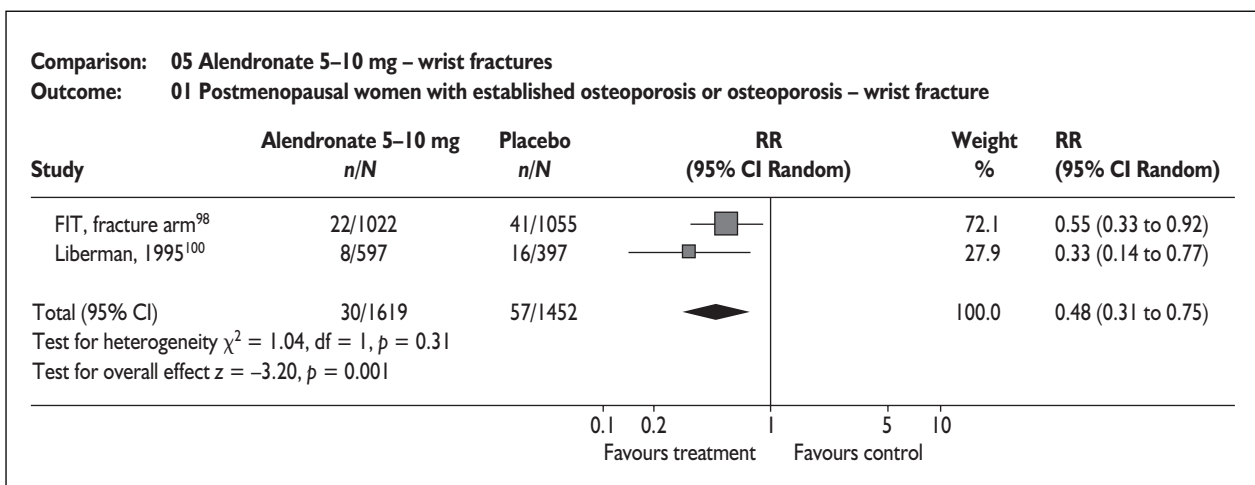 Comparison: 05 Alendronate 5–10 mg – wrist fractures
Outcome: 01 Postmenopausal women with established osteoporosis or osteoporosis – wrist fracture
Alendronate 5–10 mg Placebo RR Weight RR
Study n/N n/N (95% CI Random) % (95% CI Random)
FIT, fracture arm⁹⁸ 22/1022 41/1055 72.1 0.55 (0.33 to 0.92)
Liberman, 1995¹⁰⁰ 8/597 16/397 27.9 0.33 (0.14 to 0.77)
Total (95% CI) 30/1619 57/1452 100.0 0.48 (0.31 to 0.75)
Test for heterogeneity χ² = 1.04, df = 1, p = 0.31
Test for overall effect z = –3.20, p = 0.001
0.1 0.2 1 5 10
Favours treatment Favours control